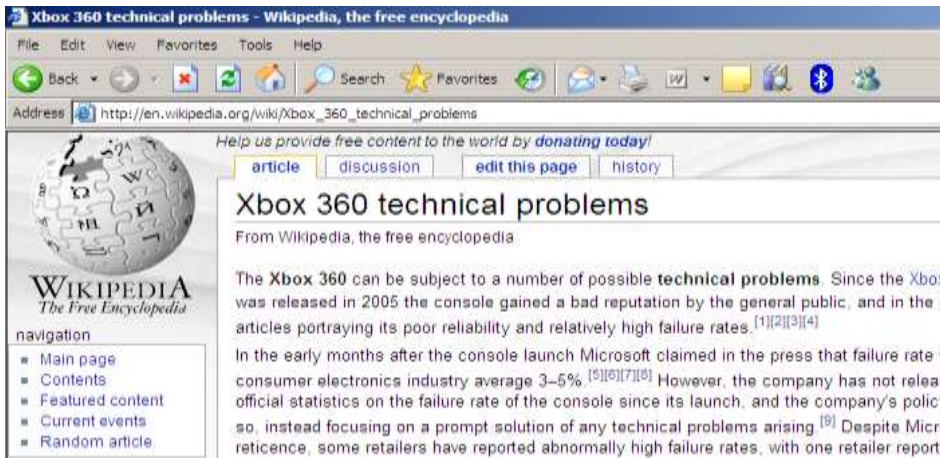 Xbox 360 technical problems - Wikipedia, the free encyclopedia
File Edit View Favorites Tools Help
Back Search Favorites
Address http://en.wikipedia.org/wiki/Xbox_360_technical_problems
Help us provide free content to the world by donating today!
article discussion edit this page history
Xbox 360 technical problems
From Wikipedia, the free encyclopedia
The Xbox 360 can be subject to a number of possible technical problems. Since the Xbo
was released in 2005 the console gained a bad reputation by the general public, and in the
articles portraying its poor reliability and relatively high failure rates.[1][2][3][4]
In the early months after the console launch Microsoft claimed in the press that failure rate
consumer electronics industry average 3–5%.[5][6][7][8] However, the company has not relea
official statistics on the failure rate of the console since its launch, and the company's polic
so, instead focusing on a prompt solution of any technical problems arising.[9] Despite Micr
reticence, some retailers have reported abnormally high failure rates, with one retailer report
WIKIPEDIA
The Free Encyclopedia
navigation
Main page
Contents
Featured content
Current events
Random article